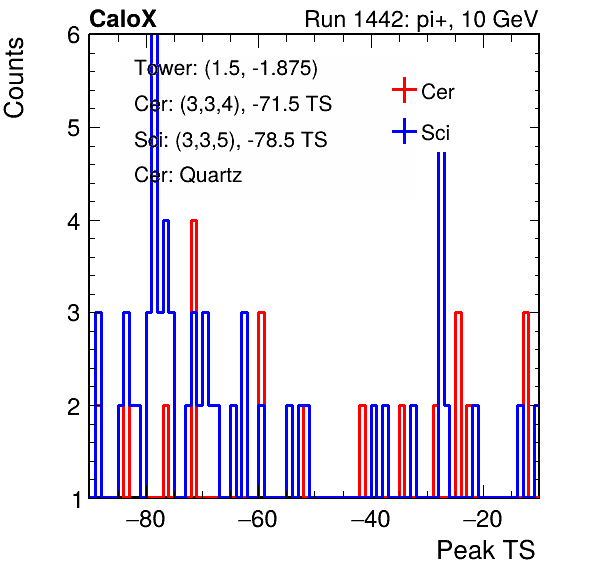 CaloX Run 1442: pi+, 10 GeV
Counts
6
Tower: (1.5, -1.875)
Cer: (3,3,4), -71.5 TS
Sci: (3,3,5), -78.5 TS
Cer: Quartz
Cer
Sci
5
4
3
2
1
−80 −60 −40 −20
Peak TS